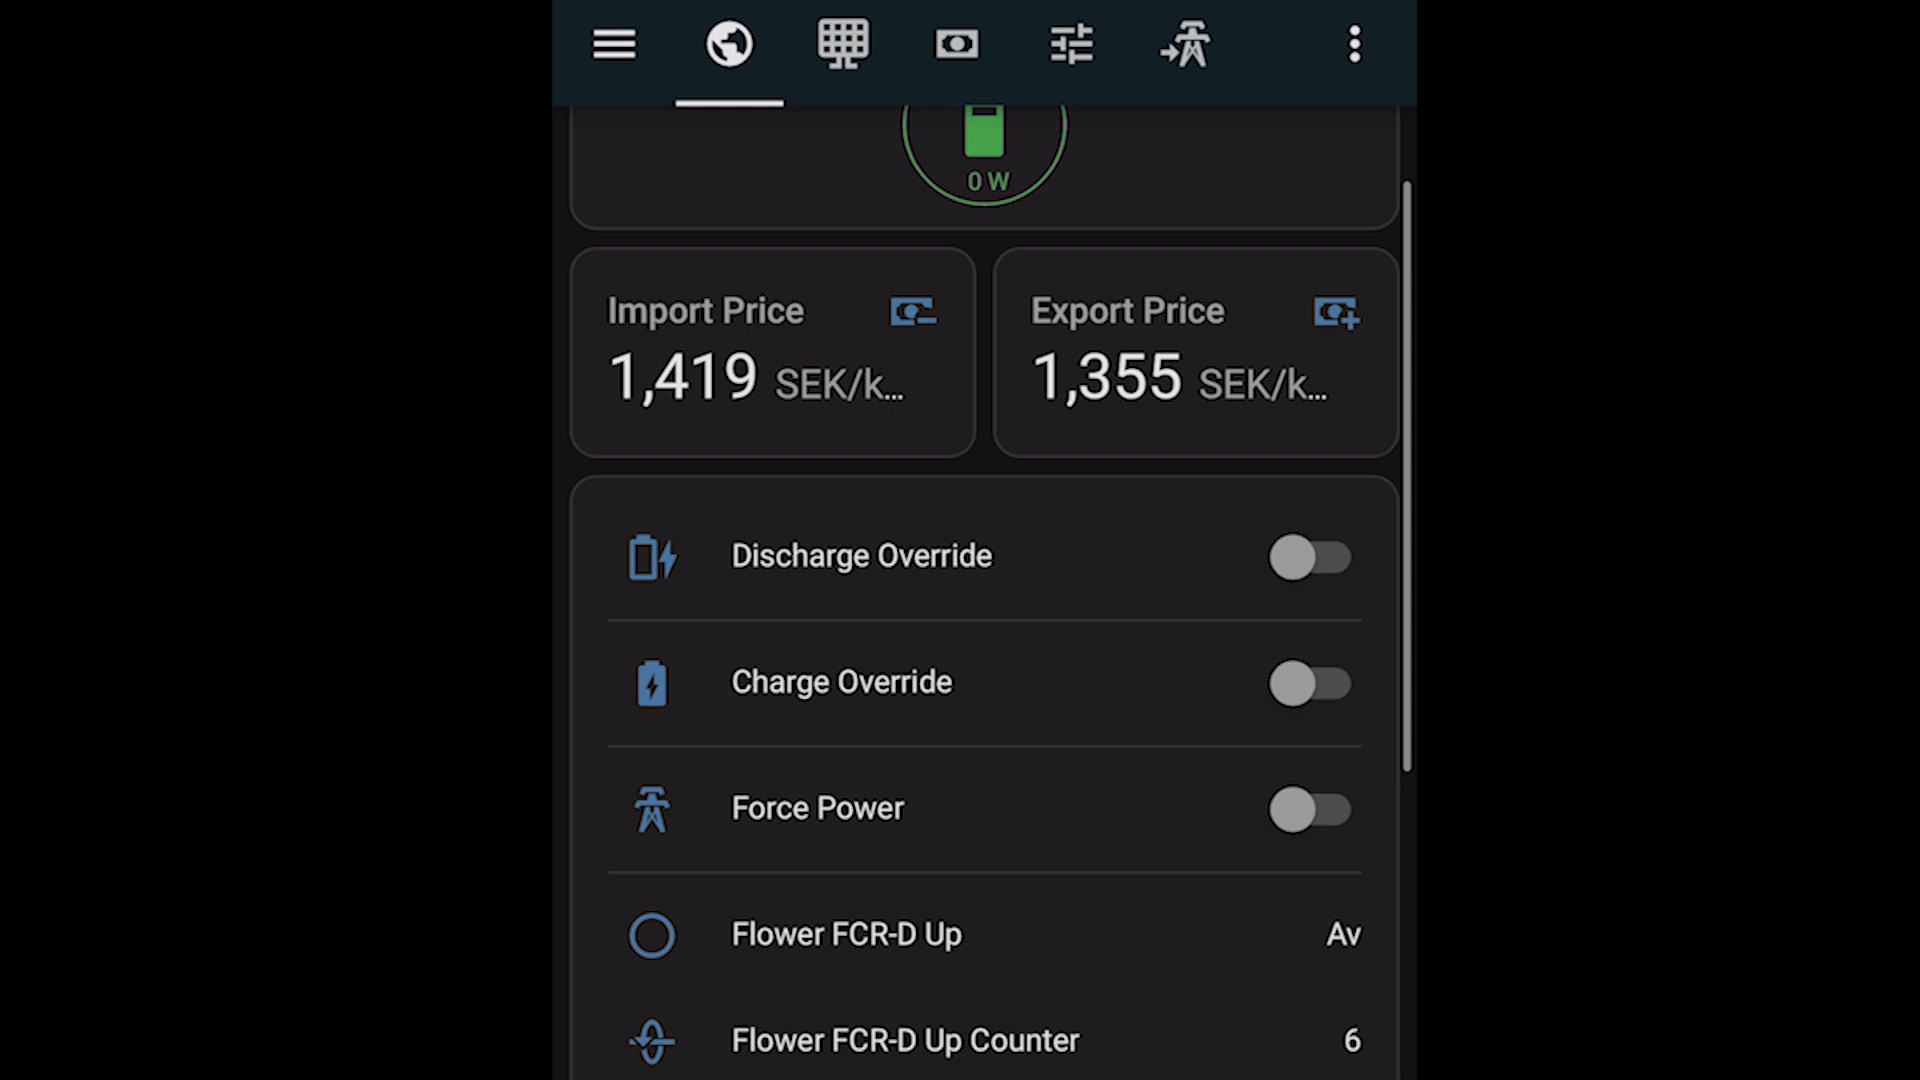 0 W
Import Price
1,419 SEK/k...
Export Price
1,355 SEK/k...
Discharge Override
Charge Override
Force Power
Flower FCR-D Up Av
Flower FCR-D Up Counter 6